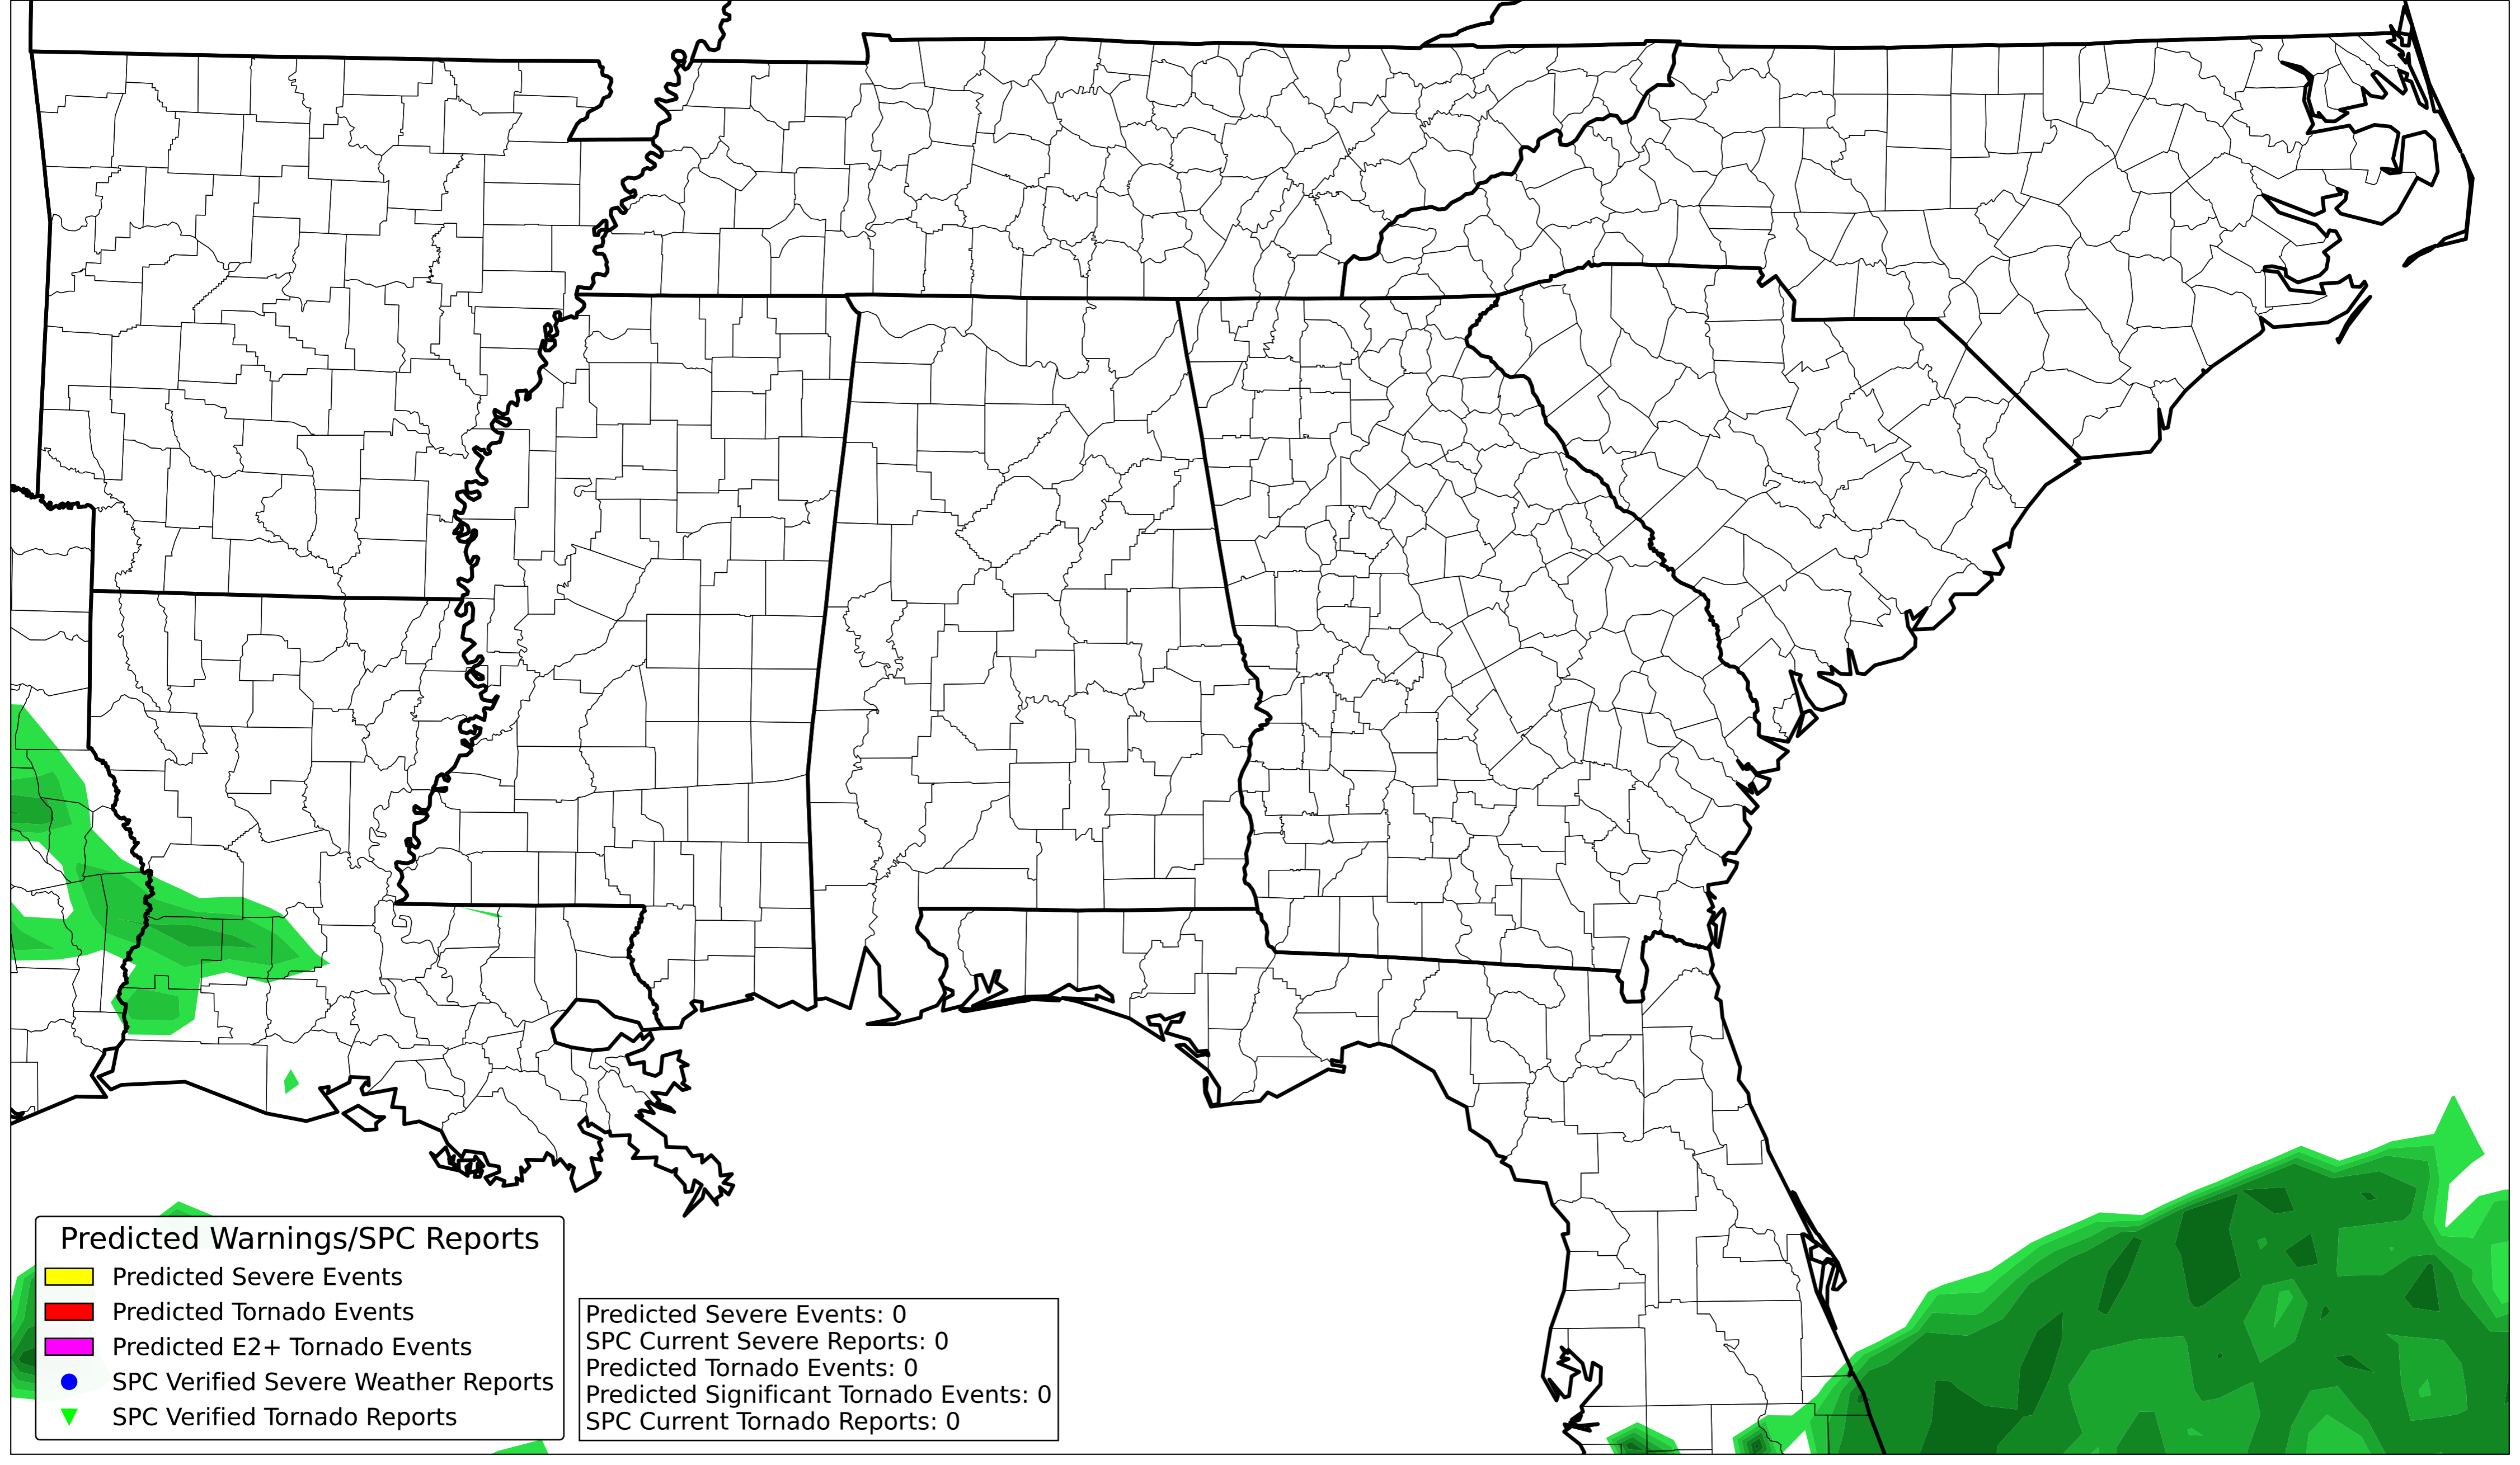 Predicted Warnings/SPC Reports
Predicted Severe Events
Predicted Tornado Events
Predicted E2+ Tornado Events
SPC Verified Severe Weather Reports
SPC Verified Tornado Reports
Predicted Severe Events: 0
SPC Current Severe Reports: 0
Predicted Tornado Events: 0
Predicted Significant Tornado Events: 0
SPC Current Tornado Reports: 0